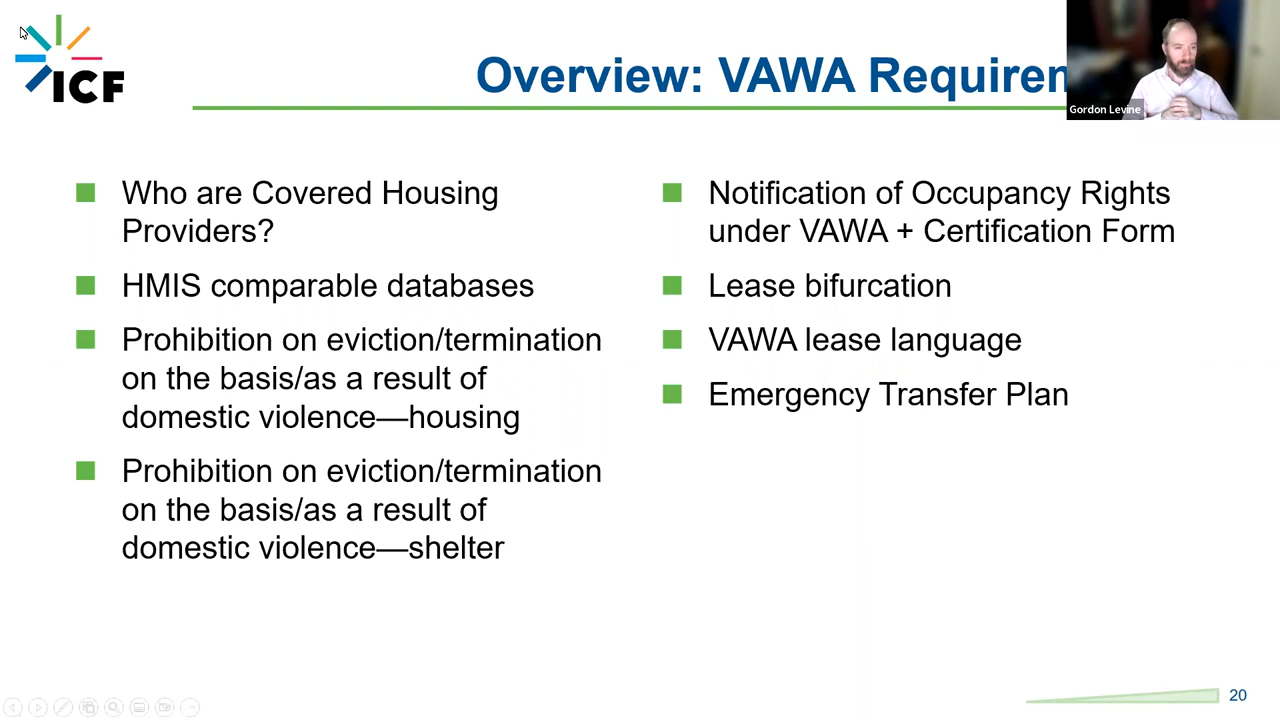 ICF
Overview: VAWA Requirem
Gordon Levine
Who are Covered Housing
Providers?
HMIS comparable databases
Prohibition on eviction/termination
on the basis/as a result of
domestic violence—housing
Prohibition on eviction/termination
on the basis/as a result of
domestic violence—shelter
Notification of Occupancy Rights
under VAWA + Certification Form
Lease bifurcation
VAWA lease language
Emergency Transfer Plan
20